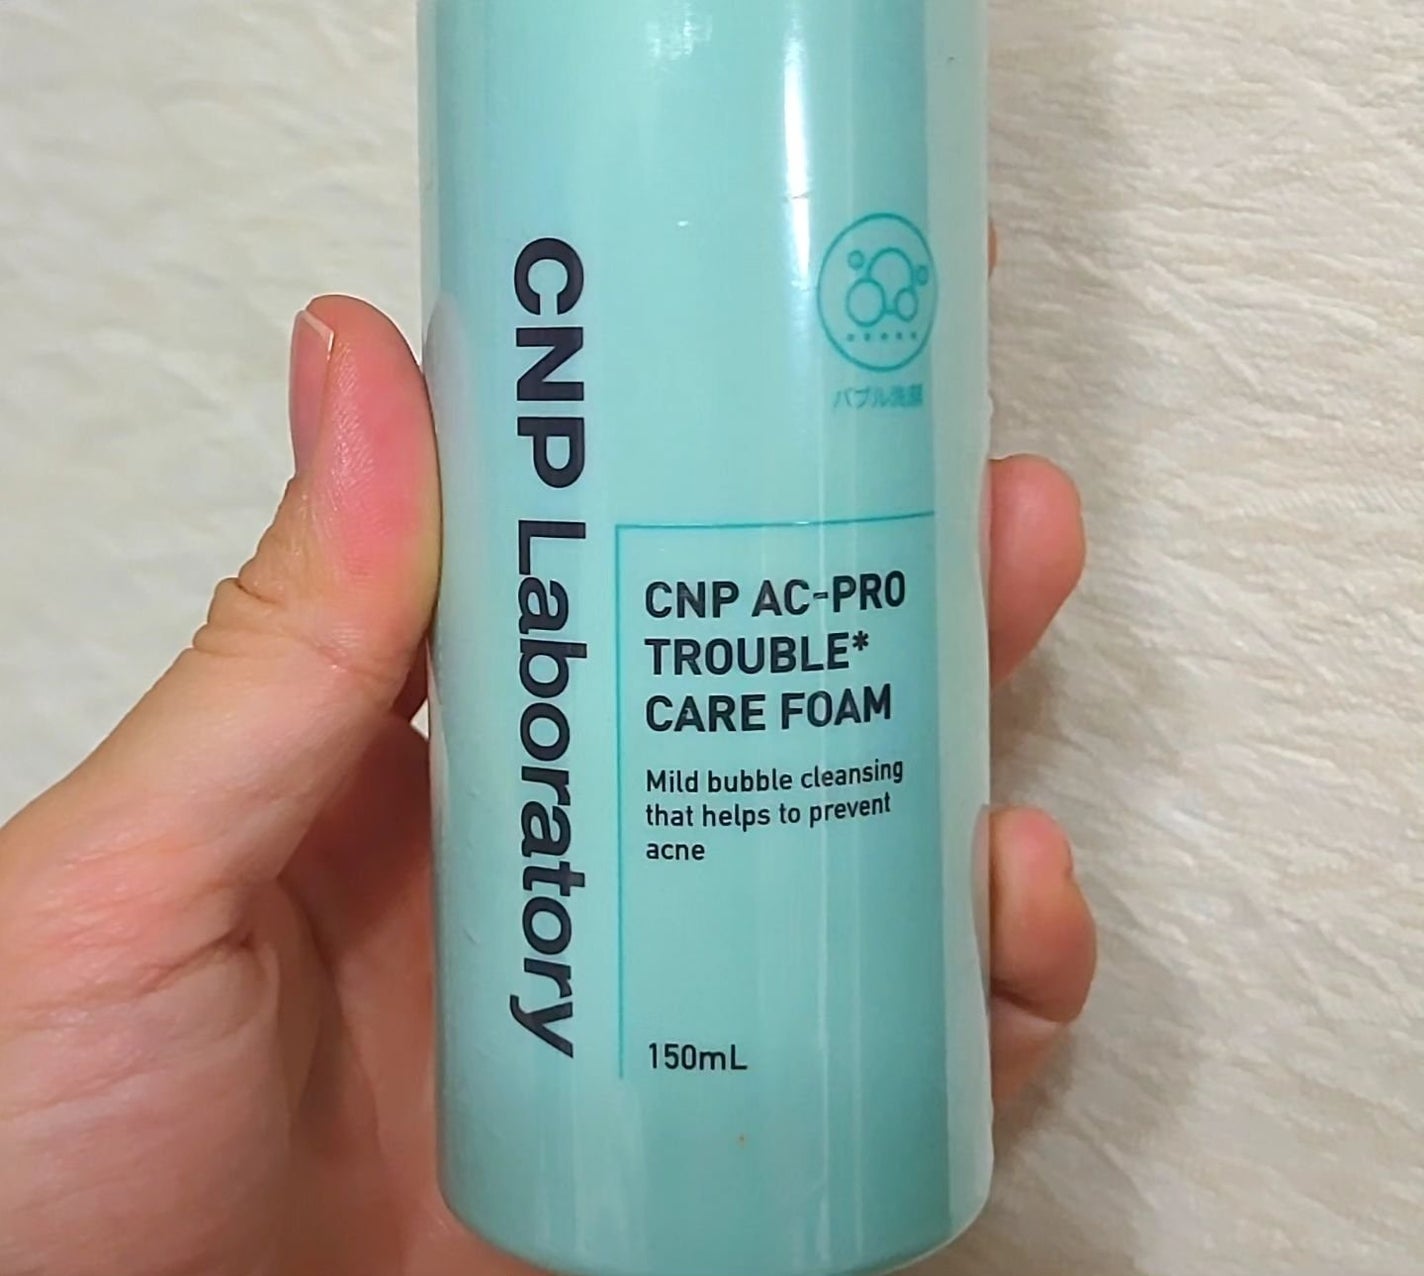 CNP Laboratory
バブル洗顔
CNP AC-PRO
TROUBLE*
CARE FOAM
Mild bubble cleansing
that helps to prevent
acne
150mL